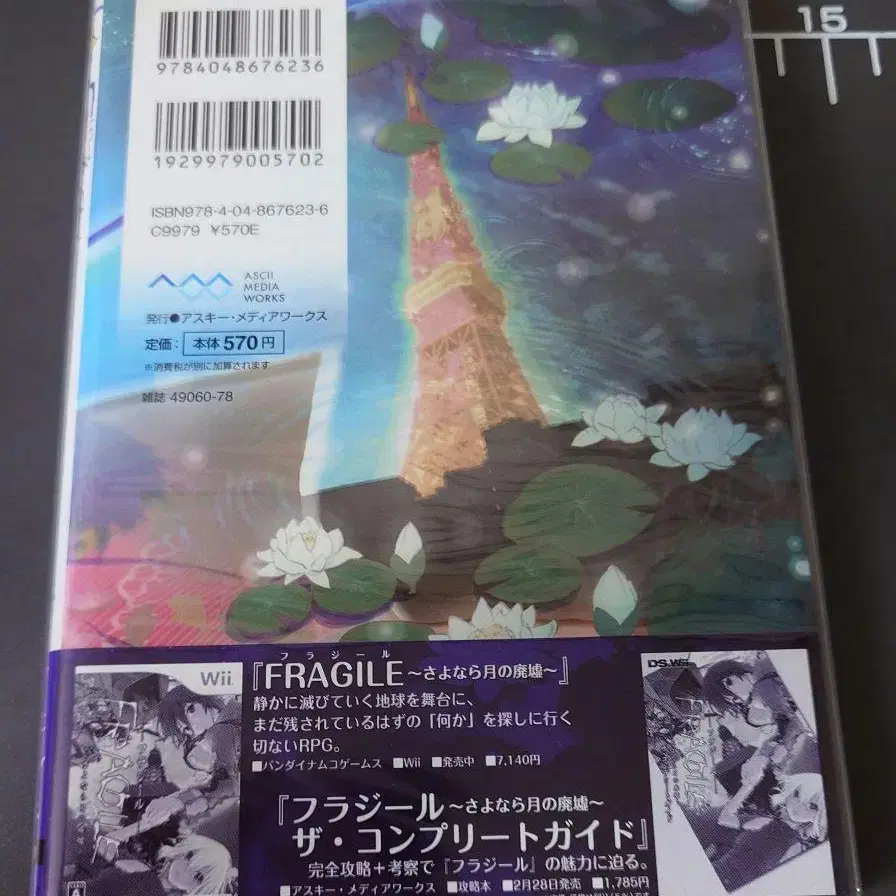 15
9784048676236
1929979005702
ISBN978-4-04-867623-6
C9979 ¥570E
ASCII
MEDIA
WORKS
発行●アスキー・メディアワークス
定価: 本体570円
※消費税が別に加算されます
雑誌 49060-78
Wii
フラジール
『FRAGILE ~さよなら月の廃墟~』
静かに滅びていく地球を舞台に、
まだ残されているはずの「何か」を探しに行く
切ないRPG。
■バンダイナムコゲームス ■Wii ■発売中 ■7,140円
『フラジール ~さよなら月の廃墟~
ザ・コンプリートガイド』
完全攻略+考察で『フラジール』の魅力に迫る。
■アスキー・メディアワークス ■攻略本 ■2月28日発売 ■1,785円
FRAGILE
DS Wii
FRAGILE